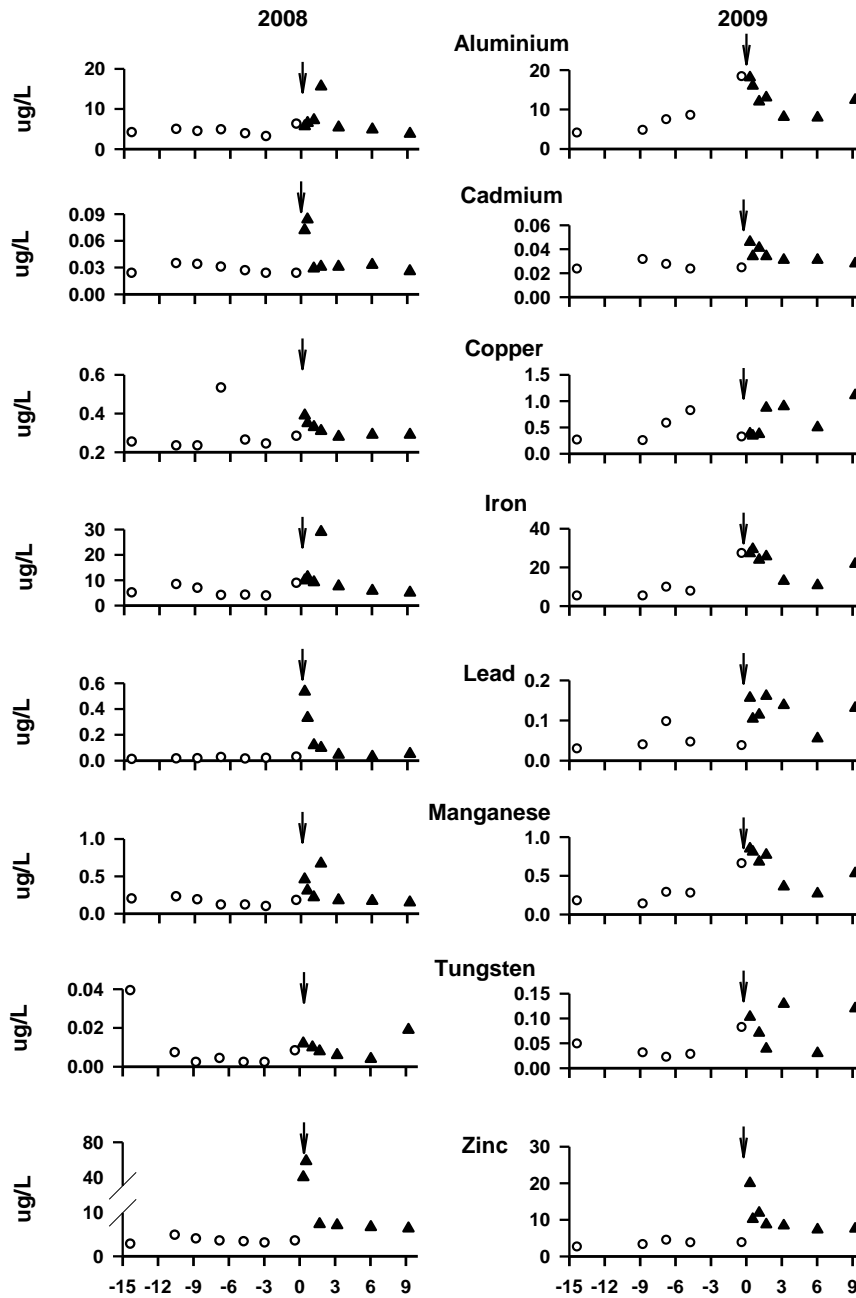 2008 2009
Aluminium
ug/L 20 10 0 20 10 0
Cadmium
ug/L 0.09 0.06 0.03 0.00 0.06 0.04 0.02 0.00
Copper
ug/L 0.6 0.4 0.2 1.5 1.0 0.5 0.0
Iron
ug/L 30 20 10 0 40 20 0
Lead
ug/L 0.6 0.4 0.2 0.0 0.2 0.1 0.0
Manganese
ug/L 1.0 0.5 0.0 1.0 0.5 0.0
Tungsten
ug/L 0.04 0.02 0.00 0.15 0.10 0.05 0.00
Zinc
ug/L 80 40 10 0 30 20 10 0
-15 -12 -9 -6 -3 0 3 6 9 -15 -12 -9 -6 -3 0 3 6 9